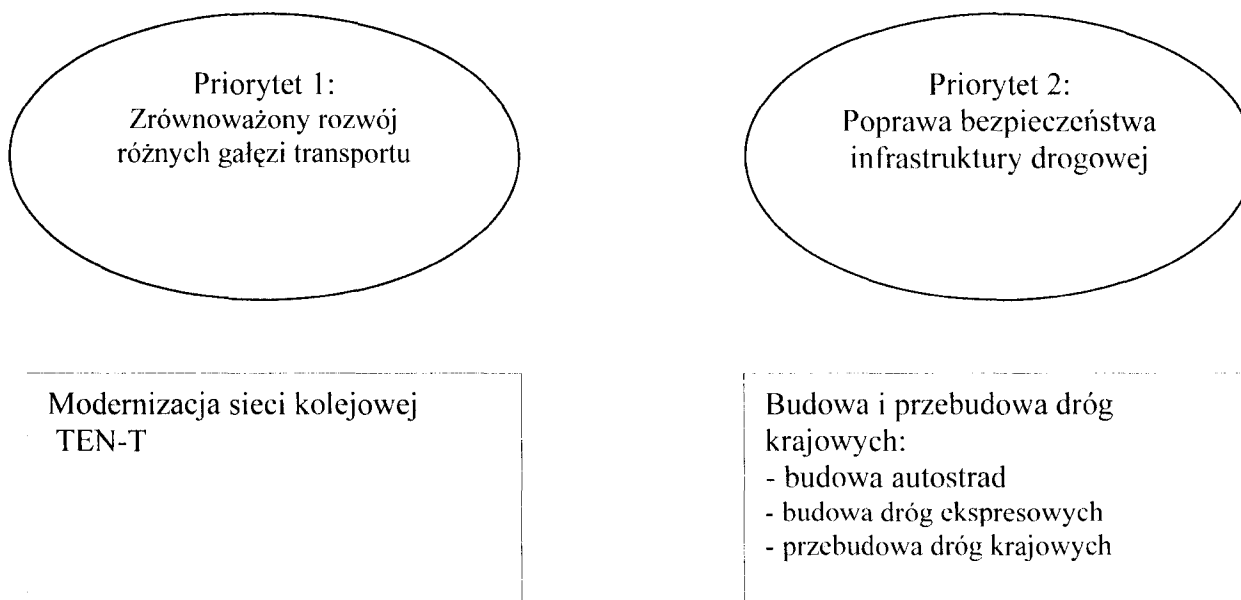 Priorytet 1:
Zrównoważony rozwój
różnych gałęzi transportu
Priorytet 2:
Poprawa bezpieczeństwa
infrastruktury drogowej
Modernizacja sieci kolejowej
TEN-T
Budowa i przebudowa dróg
krajowych:
- budowa autostrad
- budowa dróg ekspresowych
- przebudowa dróg krajowych